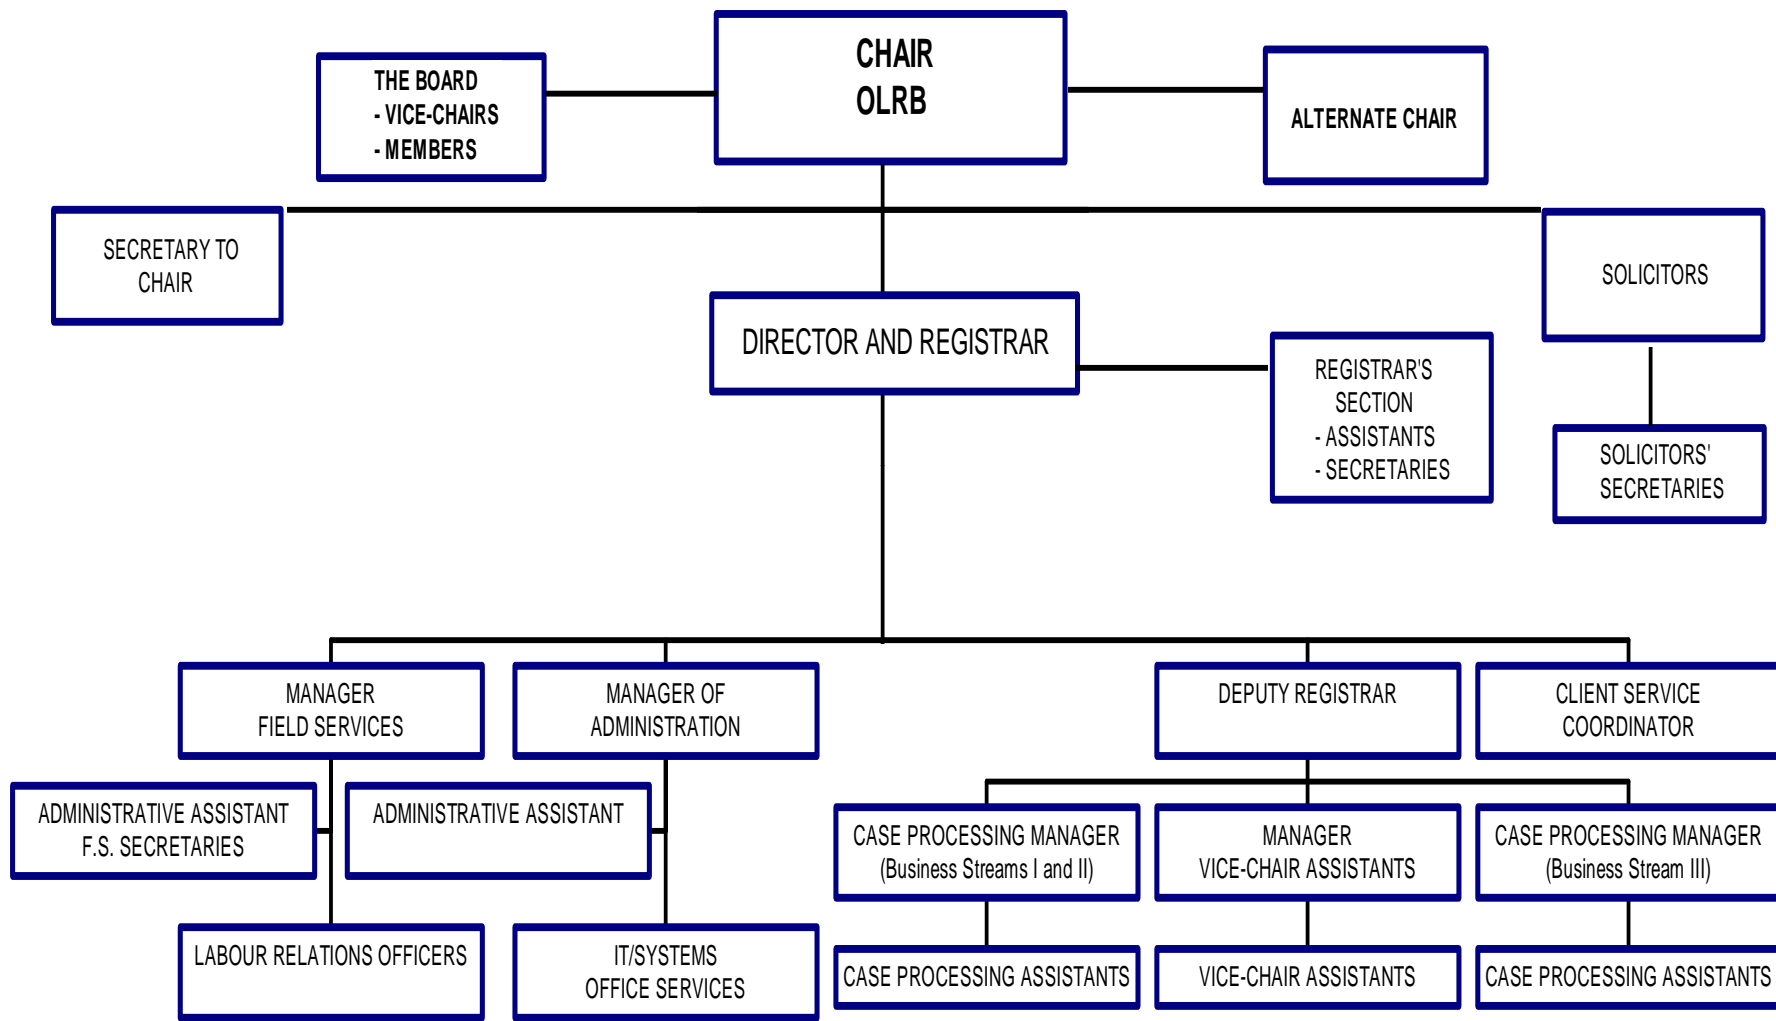 CHAIR
OLRB
THE BOARD
- VICE-CHAIRS
- MEMBERS
ALTERNATE CHAIR
SECRETARY TO
CHAIR
SOLICITORS
DIRECTOR AND REGISTRAR
REGISTRAR'S
SECTION
- ASSISTANTS
- SECRETARIES
SOLICITORS'
SECRETARIES
MANAGER
FIELD SERVICES
MANAGER OF
ADMINISTRATION
DEPUTY REGISTRAR
CLIENT SERVICE
COORDINATOR
ADMINISTRATIVE ASSISTANT
F.S. SECRETARIES
ADMINISTRATIVE ASSISTANT
CASE PROCESSING MANAGER
(Business Streams I and II)
MANAGER
VICE-CHAIR ASSISTANTS
CASE PROCESSING MANAGER
(Business Stream III)
LABOUR RELATIONS OFFICERS
IT/SYSTEMS
OFFICE SERVICES
CASE PROCESSING ASSISTANTS
VICE-CHAIR ASSISTANTS
CASE PROCESSING ASSISTANTS